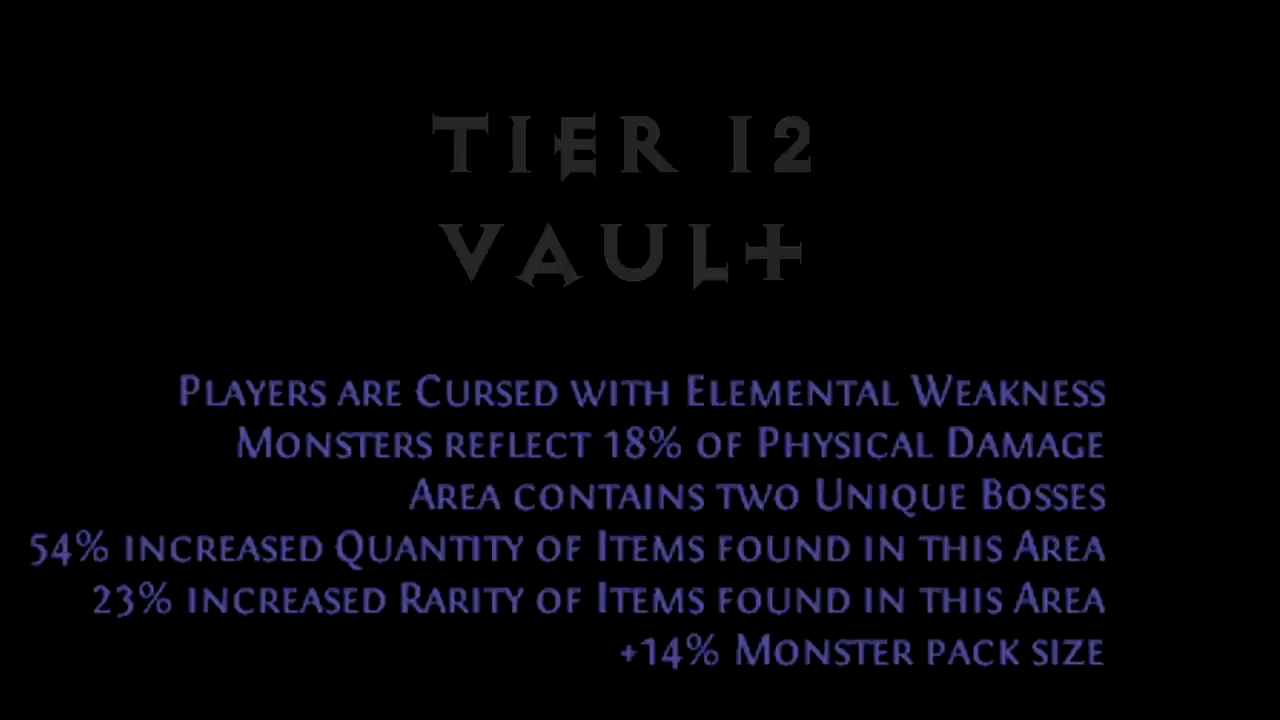 TIER 12
VAULT
PLAYERS ARE CURSED WITH ELEMENTAL WEAKNESS
MONSTERS REFLECT 18% OF PHYSICAL DAMAGE
AREA CONTAINS TWO UNIQUE BOSSES
54% INCREASED QUANTITY OF ITEMS FOUND IN THIS AREA
23% INCREASED RARITY OF ITEMS FOUND IN THIS AREA
+14% MONSTER PACK SIZE